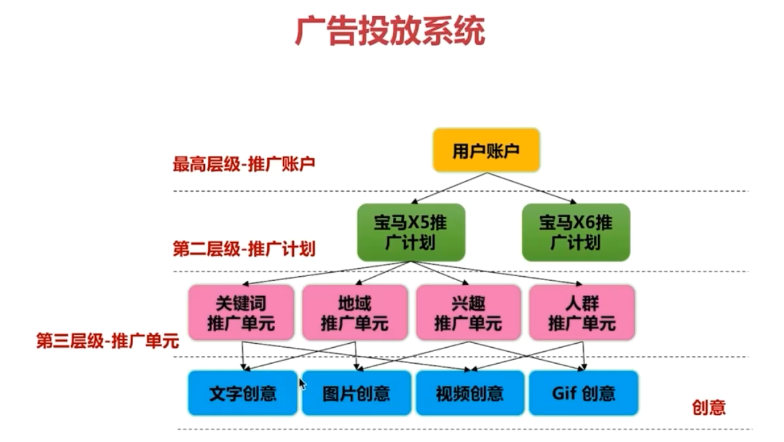 广告投放系统
用户账户
最高层级-推广账户
宝马X5推
广计划
宝马X6推
广计划
第二层级-推广计划
关键词
推广单元
地域
推广单元
兴趣
推广单元
人群
推广单元
第三层级-推广单元
文字创意
图片创意
视频创意
Gif 创意
创意